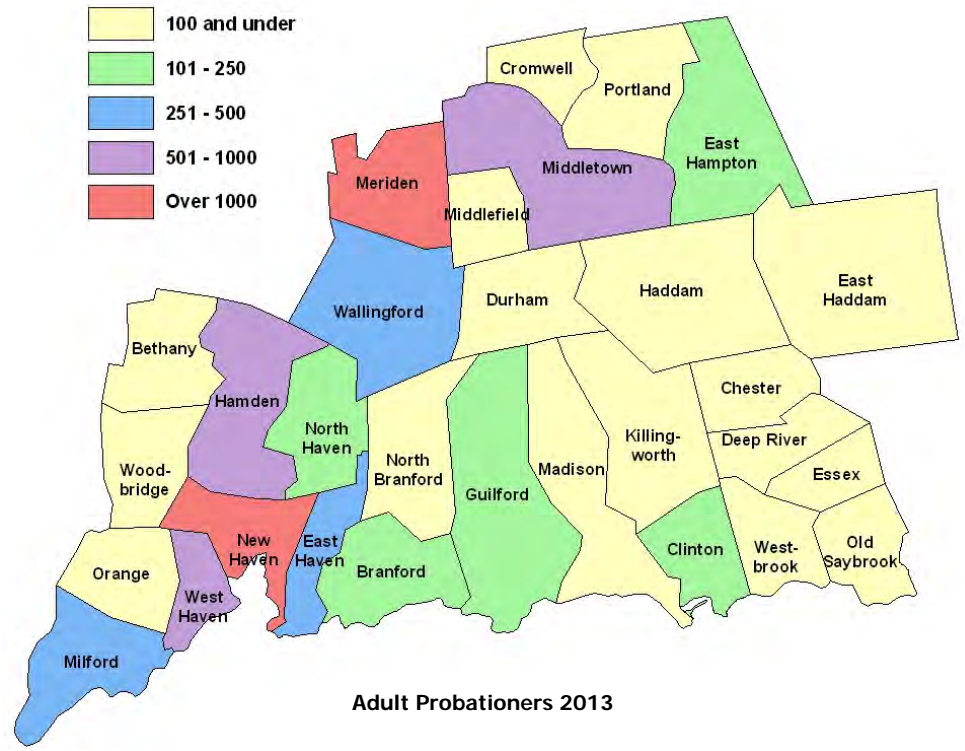 100 and under
101 - 250
251 - 500
501 - 1000
Over 1000
Cromwell
Portland
East
Hampton
Meriden
Middletown
Middlefield
Wallingford
Durham
Haddam
East
Haddam
Bethany
Hamden
North
Haven
Wood-
bridge
North
Branford
Guilford
Madison
Killing-
worth
Chester
Deep River
Essex
Orange
West
Haven
New
Haven
East
Haven
Branford
Clinton
West-
brook
Old
Saybrook
Milford
Adult Probationers 2013